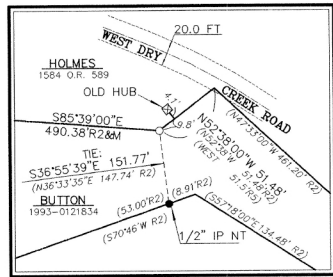 20.0 FT
WEST DRY
CREEK ROAD
HOLMES
1584 O.R. 589
OLD HUB
4.1'
9.8'
S85°39'00"E
490.38'R2&M
N52°38'00"W 51.48'
(N52°38'W 51.48' R2)
(WEST 51.5'R5)
(N47°33'00"W 461.20' R2)
TIE:
S36°55'39"E 151.77'
(N36°33'35"E 147.74' R2)
BUTTON
1993-0121834
(53.00'R2)
(8.91'R2)
(S70°46'W R2)
(S57°18'00"E 134.48' R2)
1/2" IP NT